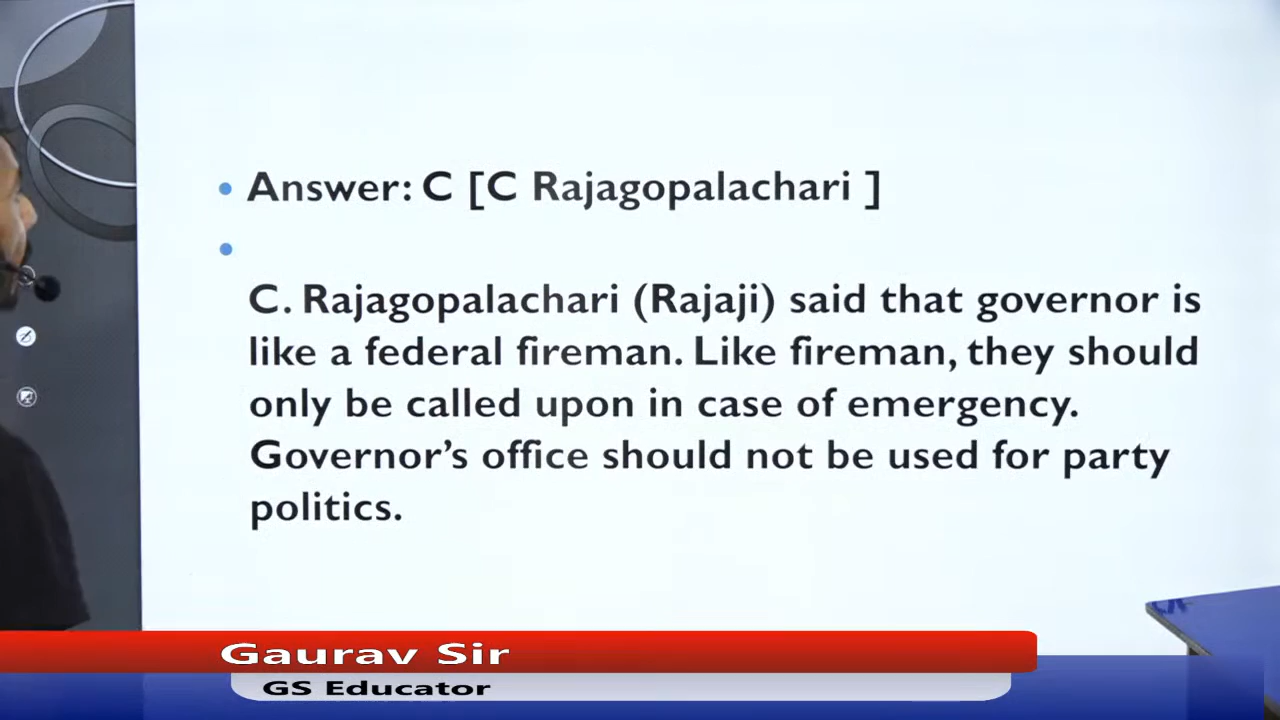 Answer: C [C Rajagopalachari ]
C. Rajagopalachari (Rajaji) said that governor is
like a federal fireman. Like fireman, they should
only be called upon in case of emergency.
Governor's office should not be used for party
politics.
Gaurav Sir
GS Educator